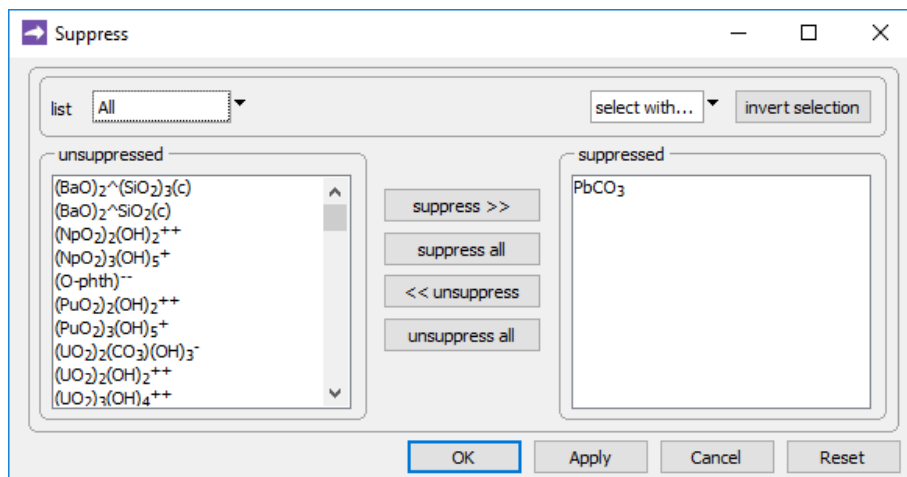 Suppress
list All select with... invert selection
unsuppressed
suppressed
(BaO)₂^(SiO₂)₃(c)
(BaO)₂^SiO₂(c)
(NpO₂)₂(OH)₂⁺⁺
(NpO₂)₃(OH)₅⁺
(O-phth)⁻⁻
(PuO₂)₂(OH)₂⁺⁺
(PuO₂)₃(OH)₅⁺
(UO₂)₂(CO₃)(OH)₃⁻
(UO₂)₂(OH)₂⁺⁺
(UO₂)₃(OH)₄⁺⁺
suppress >>
suppress all
<< unsuppress
unsuppress all
PbCO₃
OK Apply Cancel Reset